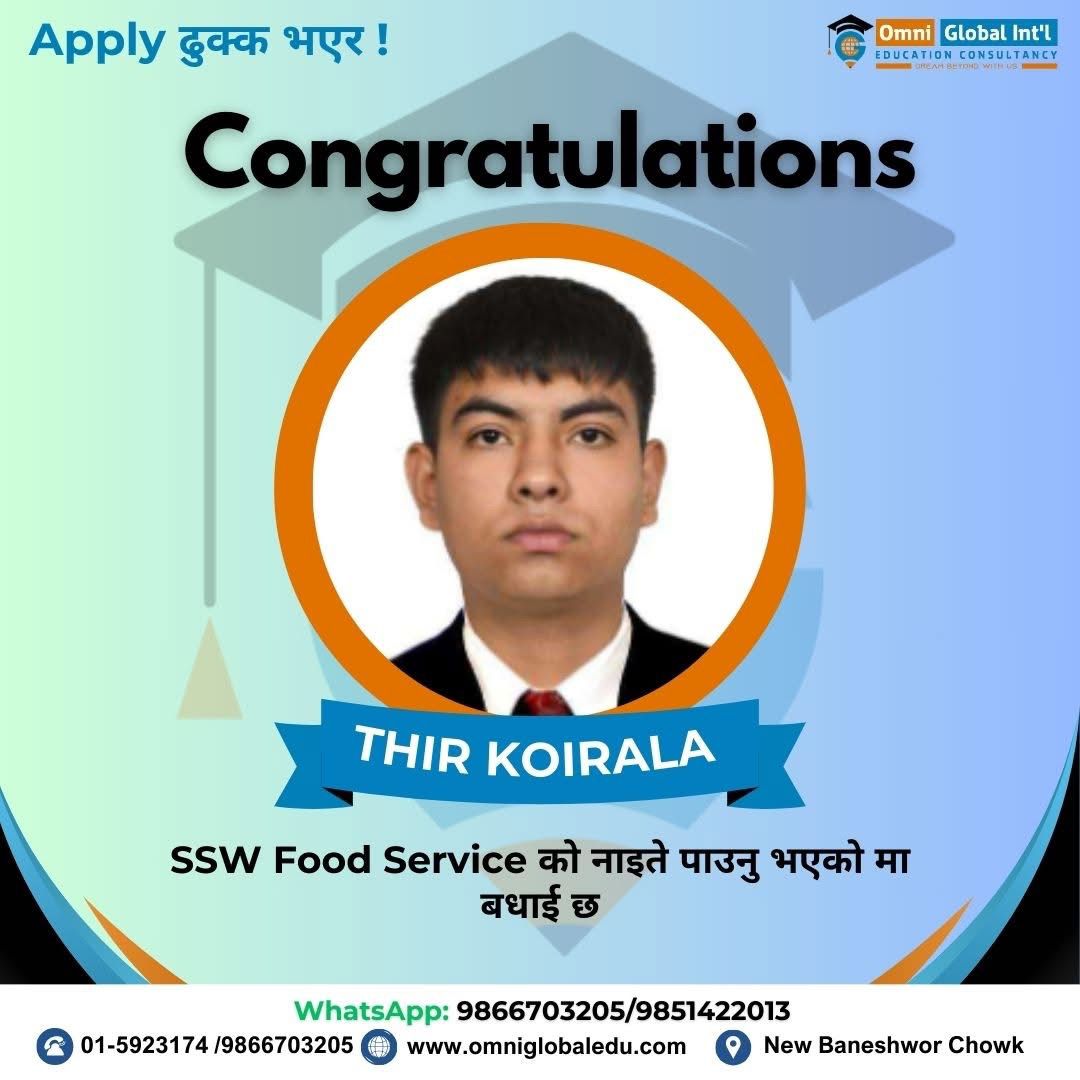 Apply ढुक्क भएर !
Omni Global Int'l
EDUCATION CONSULTANCY
DREAM BEYOND WITH US
Congratulations
THIR KOIRALA
SSW Food Service को नाइते पाउनु भएको मा
बधाई छ
WhatsApp: 9866703205/9851422013
01-5923174 /9866703205 www.omniglobaledu.com New Baneshwor Chowk